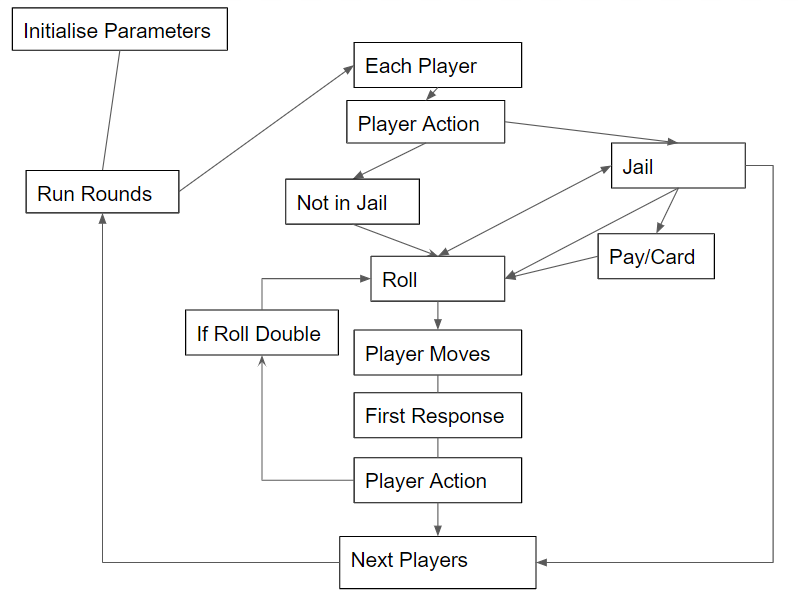 Initialise Parameters
Each Player
Player Action
Jail
Run Rounds
Not in Jail
Pay/Card
Roll
If Roll Double
Player Moves
First Response
Player Action
Next Players